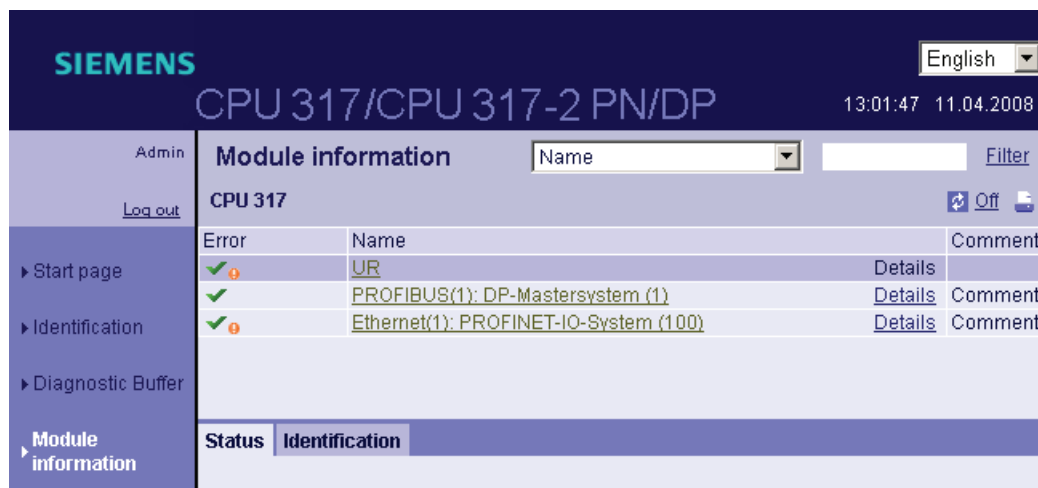 SIEMENS
English
CPU 317/CPU 317-2 PN/DP
13:01:47 11.04.2008
Admin
Module information
Name
Filter
Log out
CPU 317
Off
Error Name Comment
UR Details
PROFIBUS(1): DP-Mastersystem (1) Details Comment
Ethernet(1): PROFINET-IO-System (100) Details Comment
Start page
Identification
Diagnostic Buffer
Module
information
Status Identification